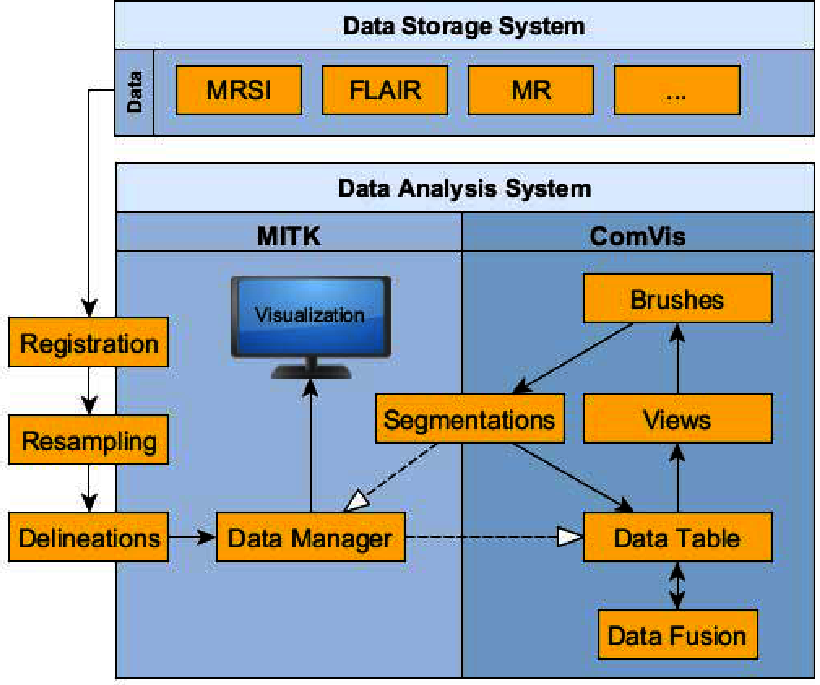 Data Storage System
Data
MRSI
FLAIR
MR
...
Data Analysis System
MITK
ComVis
Visualization
Brushes
Registration
Segmentations
Views
Resampling
Delineations
Data Manager
Data Table
Data Fusion